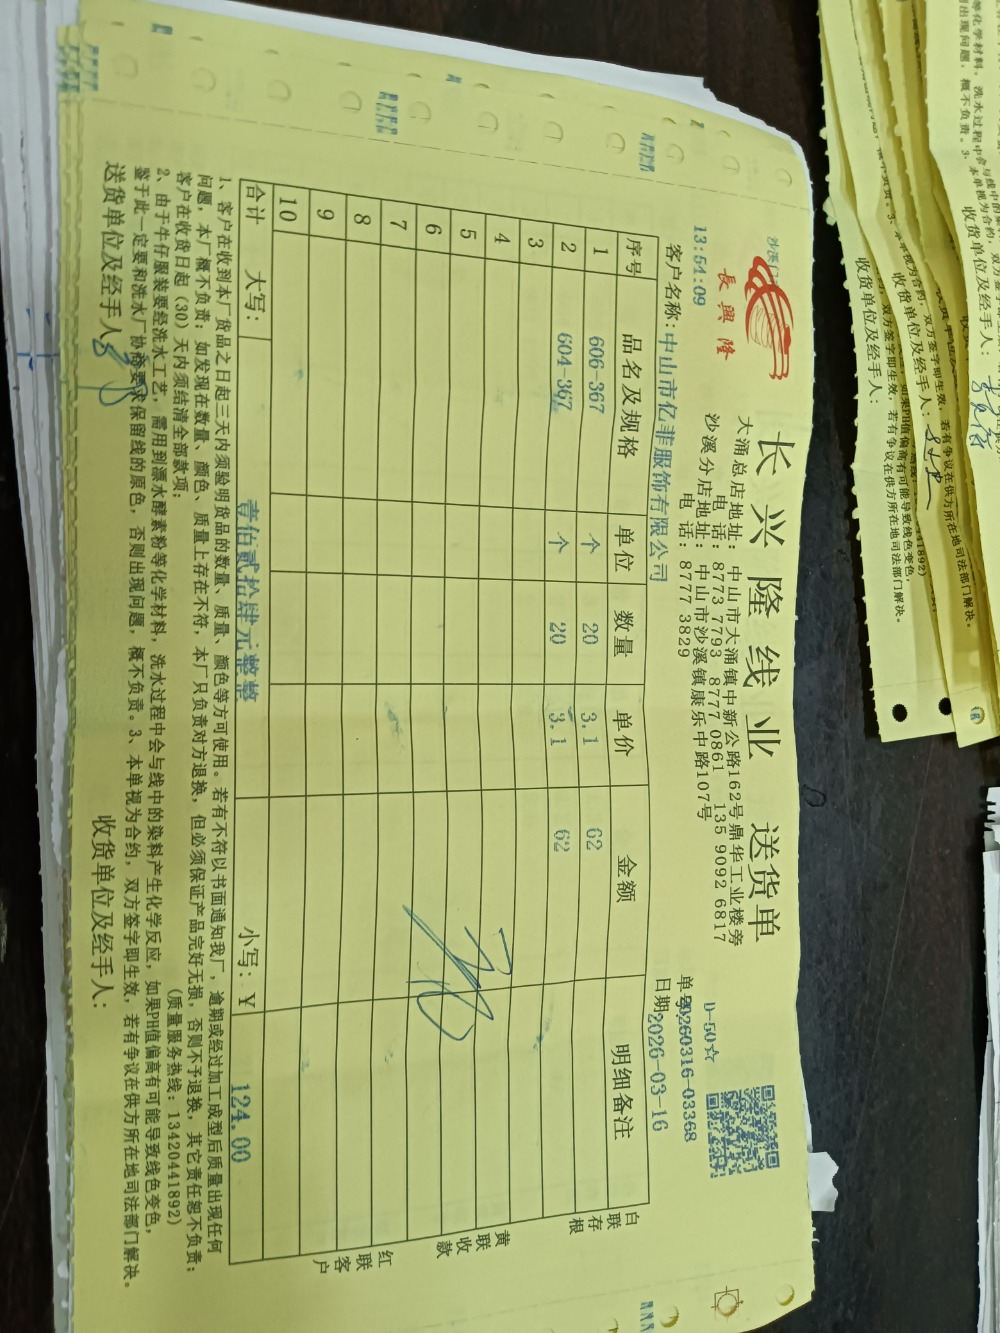 长兴隆线业 送货单
長興隆
大涌总店地址: 中山市大涌镇中新公路162号鼎华工业楼旁
电话: 8773 7793 8777 0861 135 9092 6817
沙溪分店地址: 中山市沙溪镇康乐中路107号
电话: 8777 3829
D-50☆
13:54:09
单号:20260316-03368
客户名称: 中山市亿菲服饰有限公司
日期2026-03-16
序号 品名及规格 单位 数量 单价 金额 明细备注
1 606-367 个 20 3.1 62
2 604-367 个 20 3.1 62
3
4
5
6
7
8
9
10
合计 大写: 壹佰贰拾肆元整整 小写: ¥ 124.00
白联存根
黄联收款
红联客户
1、客户在收到本厂货品之日起三天内须验明货品的数量、质量、颜色等方可使用。若有不符以书面通知我厂，逾期或经过加工成型后质量出现任何
问题，本厂概不负责；如发现在数量、颜色、质量上存在不符，本厂只负责对方退换，但必须保证产品完好无损，否则不予退换，其它责任恕不负责；
客户在收货日起（30）天内须结清全部款项；
(质量服务热线: 13420441892)
2、由于牛仔服装要经洗水工艺，需用到漂水酵素粉等化学材料，洗水过程中会与线中的染料产生化学反应，如果PH值偏高有可能导致线色变色，
鉴于此一定要和洗水厂协商要求保留线的原色，否则出现问题，概不负责。3、本单视为合约，双方签字即生效，若有争议在供方所在地司法部门解决。
送货单位及经手人:
收货单位及经手人: